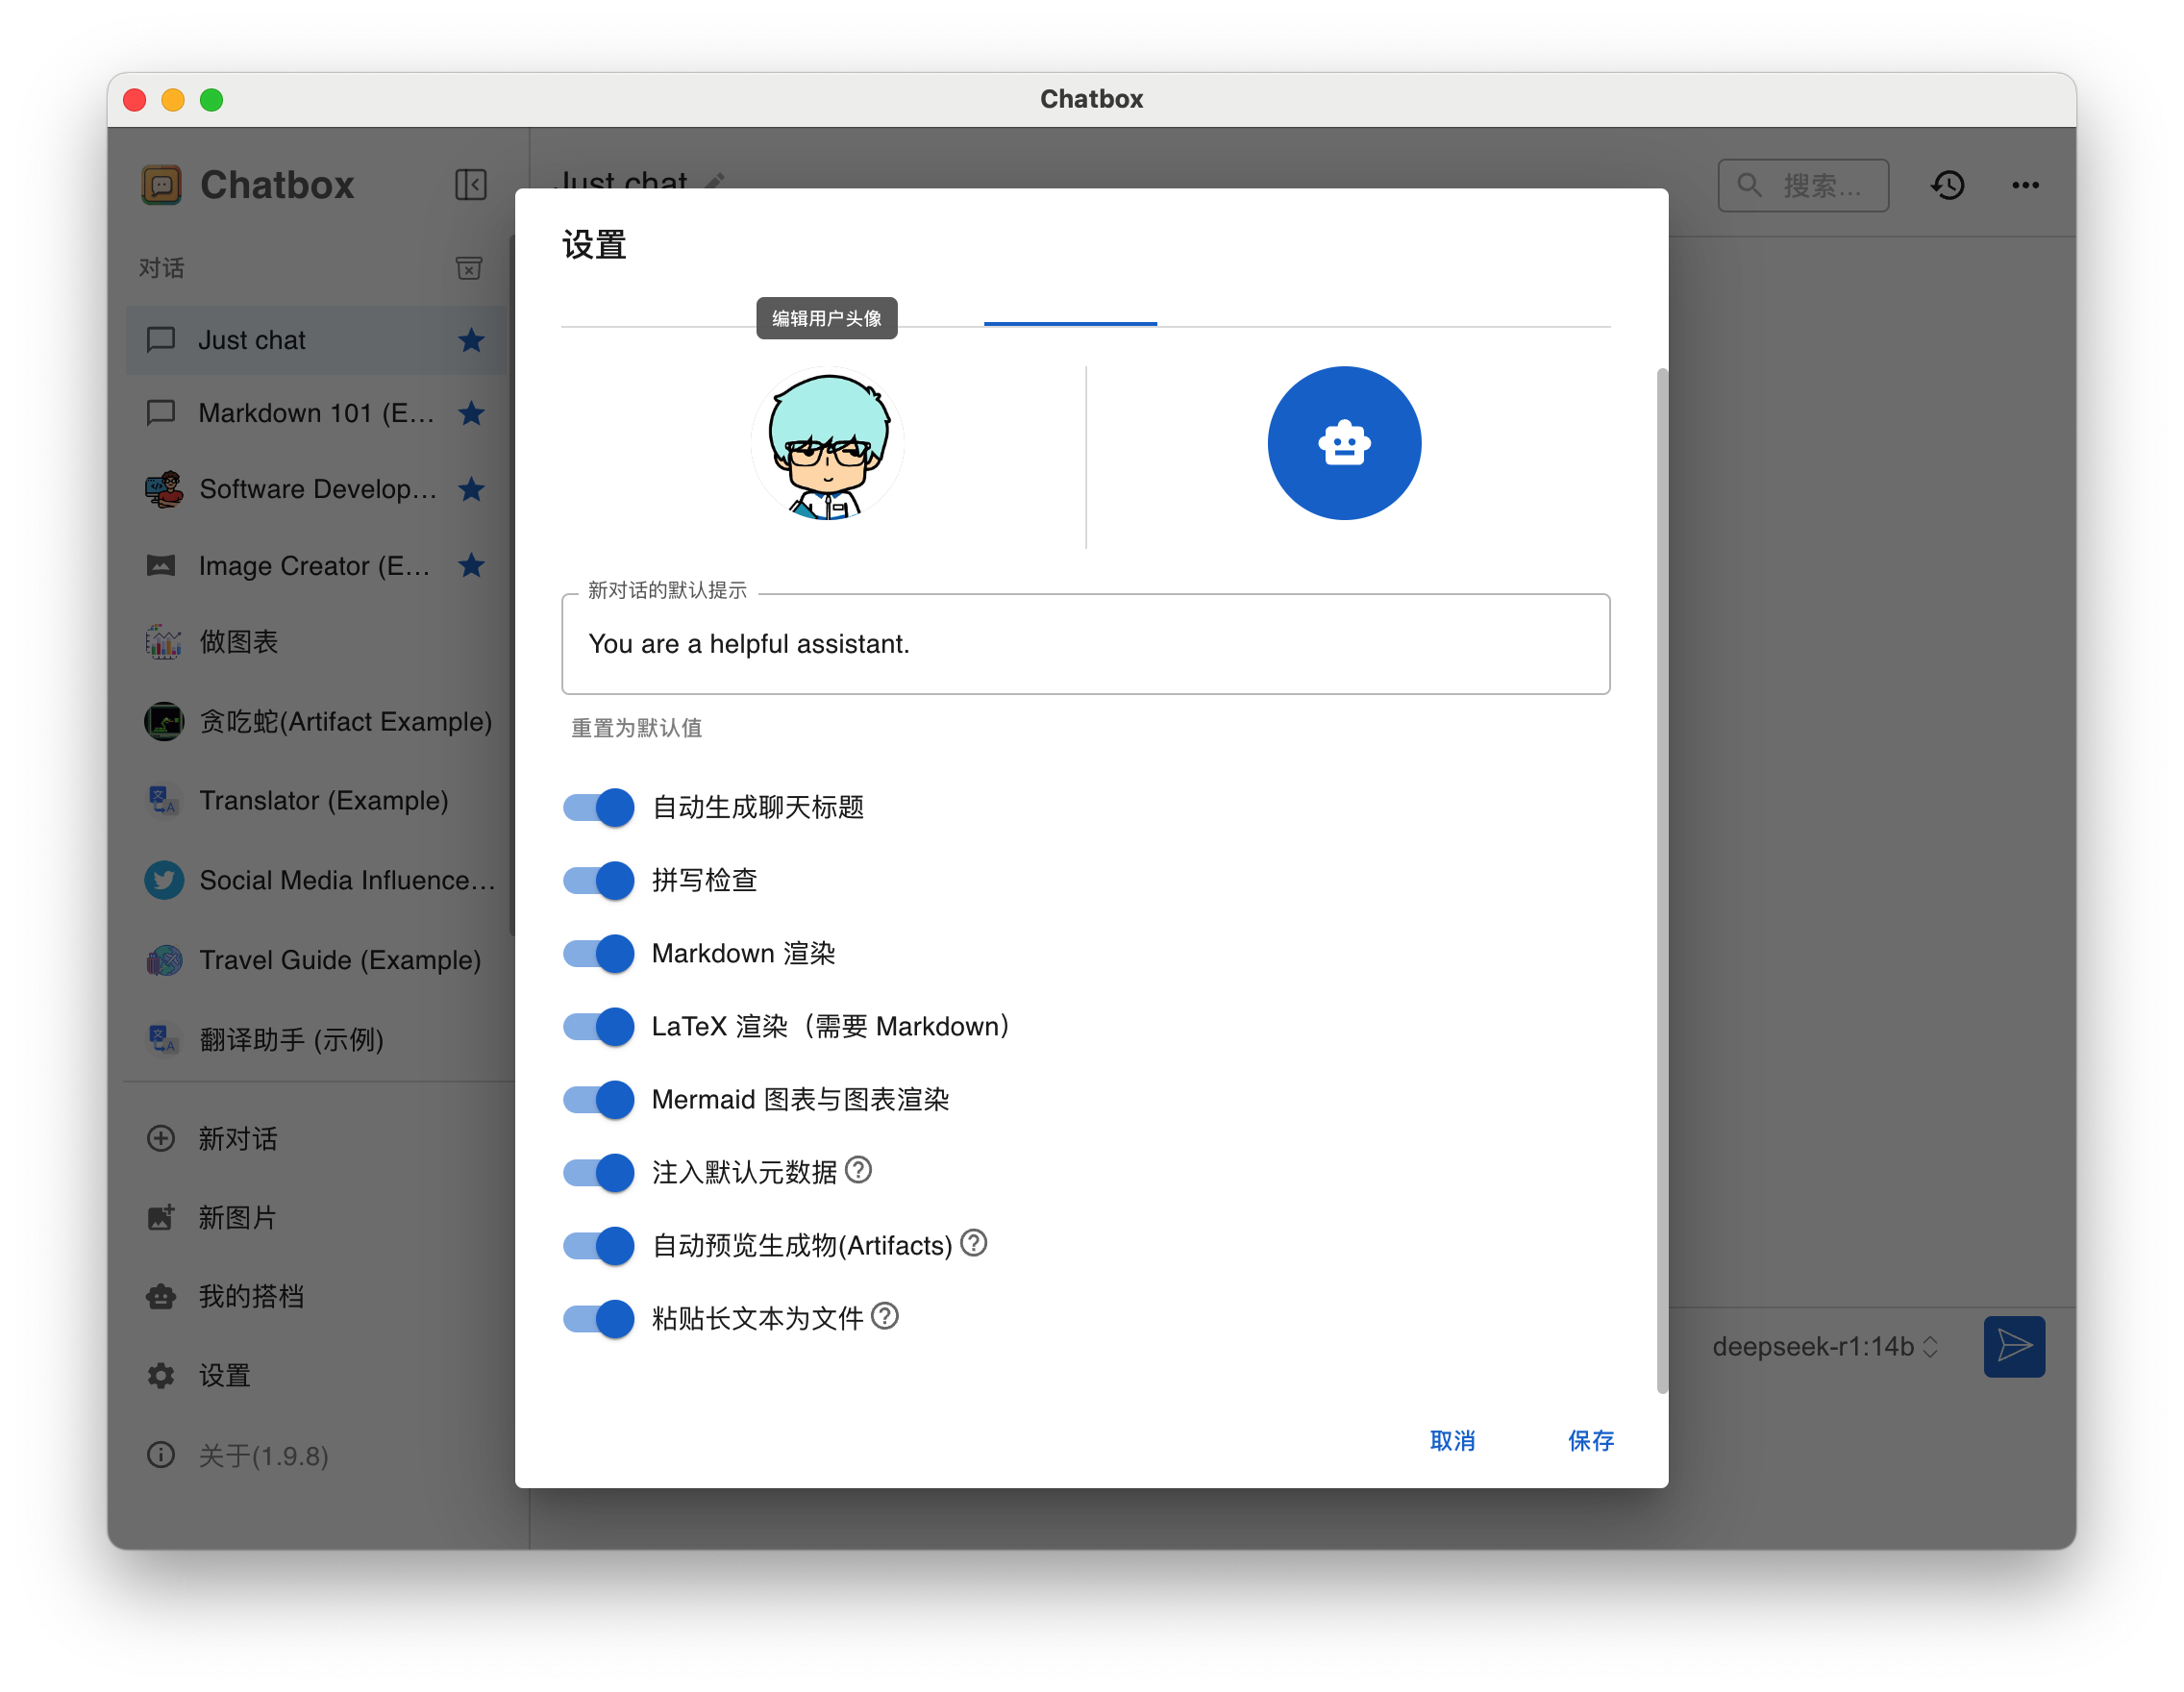 Chatbox
Chatbox
对话
Just chat
Markdown 101 (E...
Software Develop...
Image Creator (E...
做图表
贪吃蛇(Artifact Example)
Translator (Example)
Social Media Influence...
Travel Guide (Example)
翻译助手 (示例)
新对话
新图片
我的搭档
设置
关于(1.9.8)
Just chat
搜索...
设置
编辑用户头像
新对话的默认提示
You are a helpful assistant.
重置为默认值
自动生成聊天标题
拼写检查
Markdown 渲染
LaTeX 渲染（需要 Markdown）
Mermaid 图表与图表渲染
注入默认元数据
自动预览生成物(Artifacts)
粘贴长文本为文件
取消
保存
deepseek-r1:14b